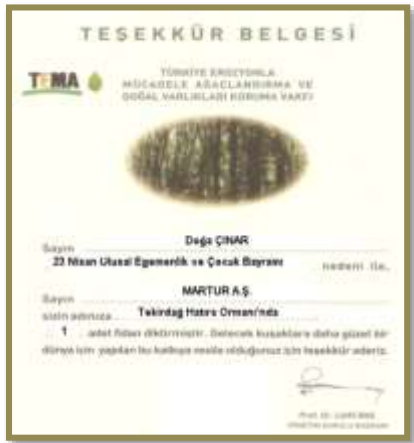 TEŞEKKÜR BELGESİ
TEMA
TÜRKİYE EROZYONLA
MÜCADELE AĞAÇLANDIRMA VE
DOĞAL VARLIKLARI KORUMA VAKFI
Sayın Doğa ÇINAR
23 Nisan Ulusal Egemenlik ve Çocuk Bayramı nedeni ile,
Sayın MARTUR A.Ş.
sizin adınıza Tekirdag Hatıra Ormanı'nda
1 adet fidan diktirmiştir. Gelecek kuşaklara daha güzel bir
dünya için yapılan bu katkıya vesile olduğunuz için teşekkür ederiz.